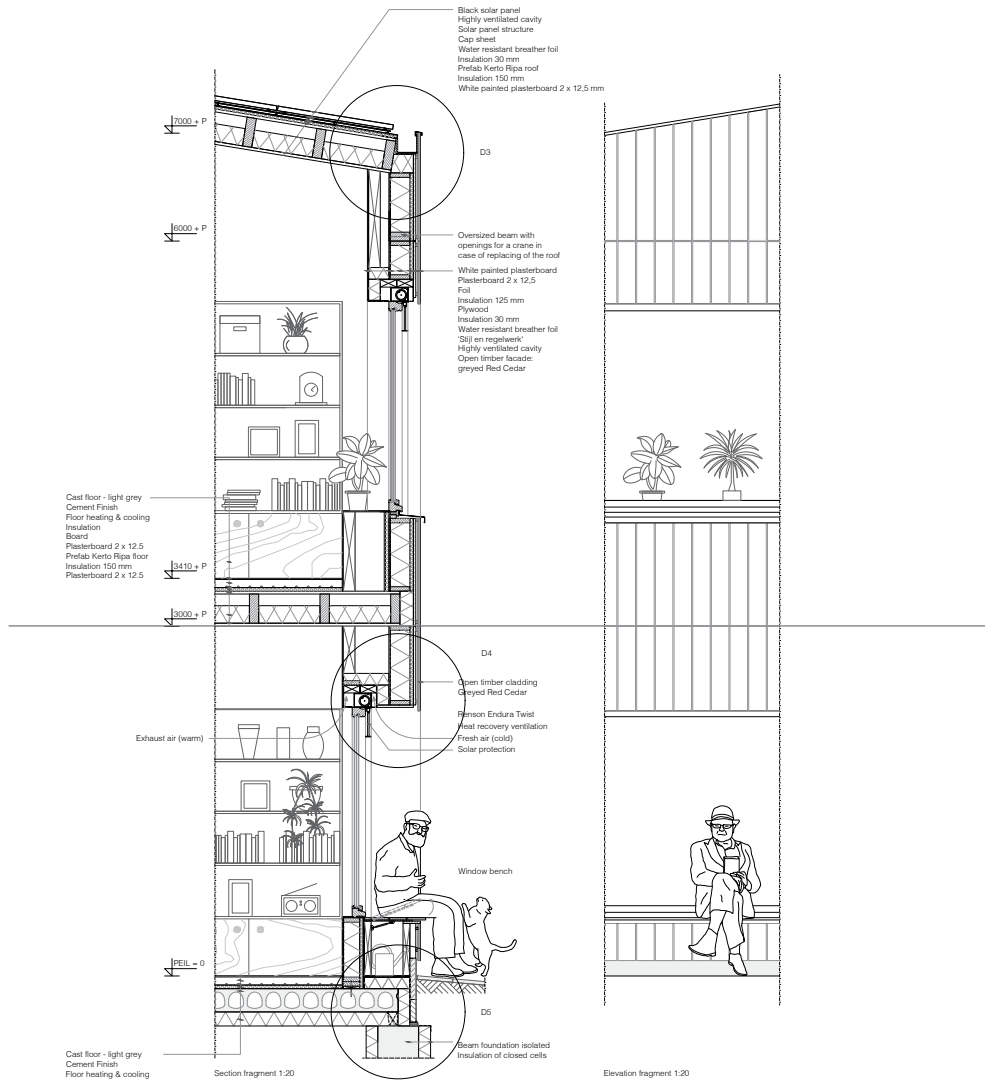 Black solar panel
Highly ventilated cavity
Solar panel structure
Cap sheet
Water resistant breather foil
Insulation 30 mm
Prefab Kerto Ripa roof
Insulation 150 mm
White painted plasterboard 2 x 12,5 mm
7000 + P
D3
6000 + P
Oversized beam with
openings for a crane in
case of replacing of the roof
White painted plasterboard
Plasterboard 2 x 12,5
Foil
Insulation 125 mm
Plywood
Insulation 30 mm
Water resistant breather foil
'Stijl en regelwerk'
Highly ventilated cavity
Open timber facade:
greyed Red Cedar
Cast floor - light grey
Cement Finish
Floor heating & cooling
Insulation
Board
Plasterboard 2 x 12.5
Prefab Kerto Ripa floor
Insulation 150 mm
Plasterboard 2 x 12.5
3410 + P
3000 + P
D4
Open timber cladding
Greyed Red Cedar
Renson Endura Twist
Heat recovery ventilation
Exhaust air (warm)
Fresh air (cold)
Solar protection
Window bench
PEIL = 0
D5
Beam foundation isolated
Insulation of closed cells
Cast floor - light grey
Cement Finish
Floor heating & cooling
Section fragment 1:20
Elevation fragment 1:20